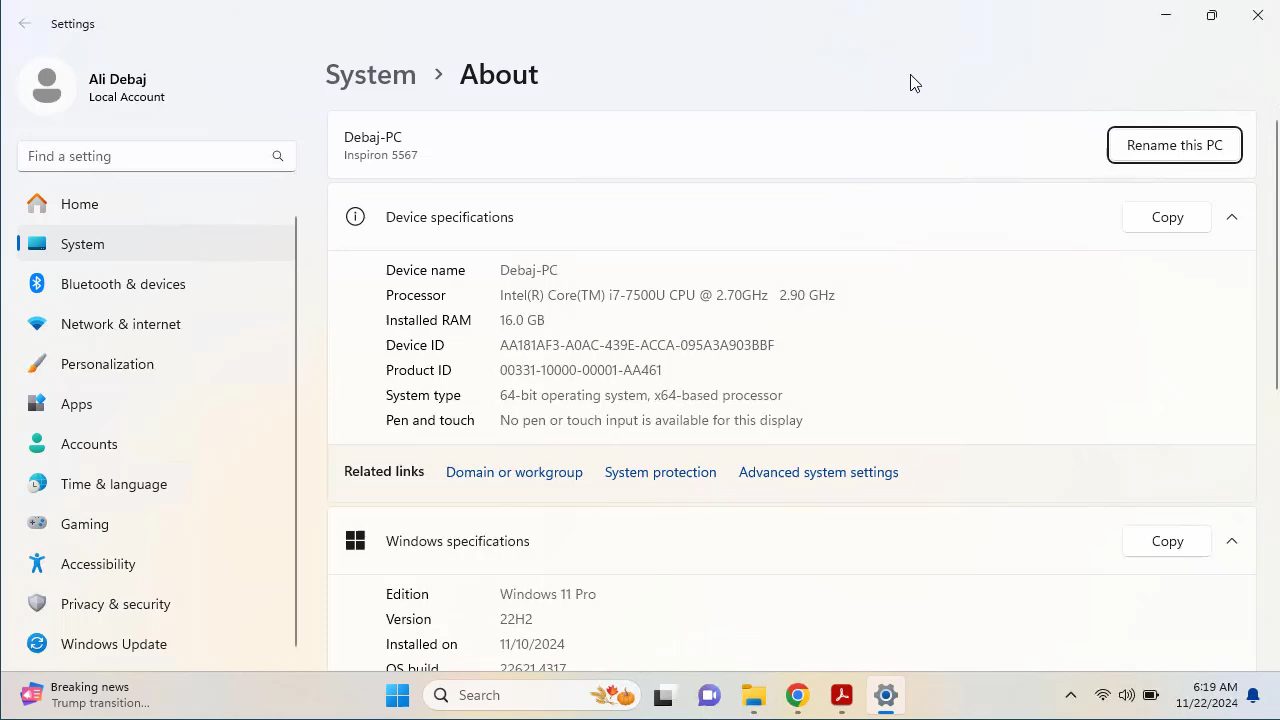 Settings
Ali Debaj
Local Account
Find a setting
Home
System
Bluetooth & devices
Network & internet
Personalization
Apps
Accounts
Time & language
Gaming
Accessibility
Privacy & security
Windows Update
System > About
Debaj-PC
Inspiron 5567
Rename this PC
Device specifications
Copy
Device name Debaj-PC
Processor Intel(R) Core(TM) i7-7500U CPU @ 2.70GHz 2.90 GHz
Installed RAM 16.0 GB
Device ID AA181AF3-A0AC-439E-ACCA-095A3A903BBF
Product ID 00331-10000-00001-AA461
System type 64-bit operating system, x64-based processor
Pen and touch No pen or touch input is available for this display
Related links Domain or workgroup System protection Advanced system settings
Windows specifications
Copy
Edition Windows 11 Pro
Version 22H2
Installed on 11/10/2024
OS build 22621.4317
Breaking news
Trump transition...
Search
6:19 AM
11/22/2024